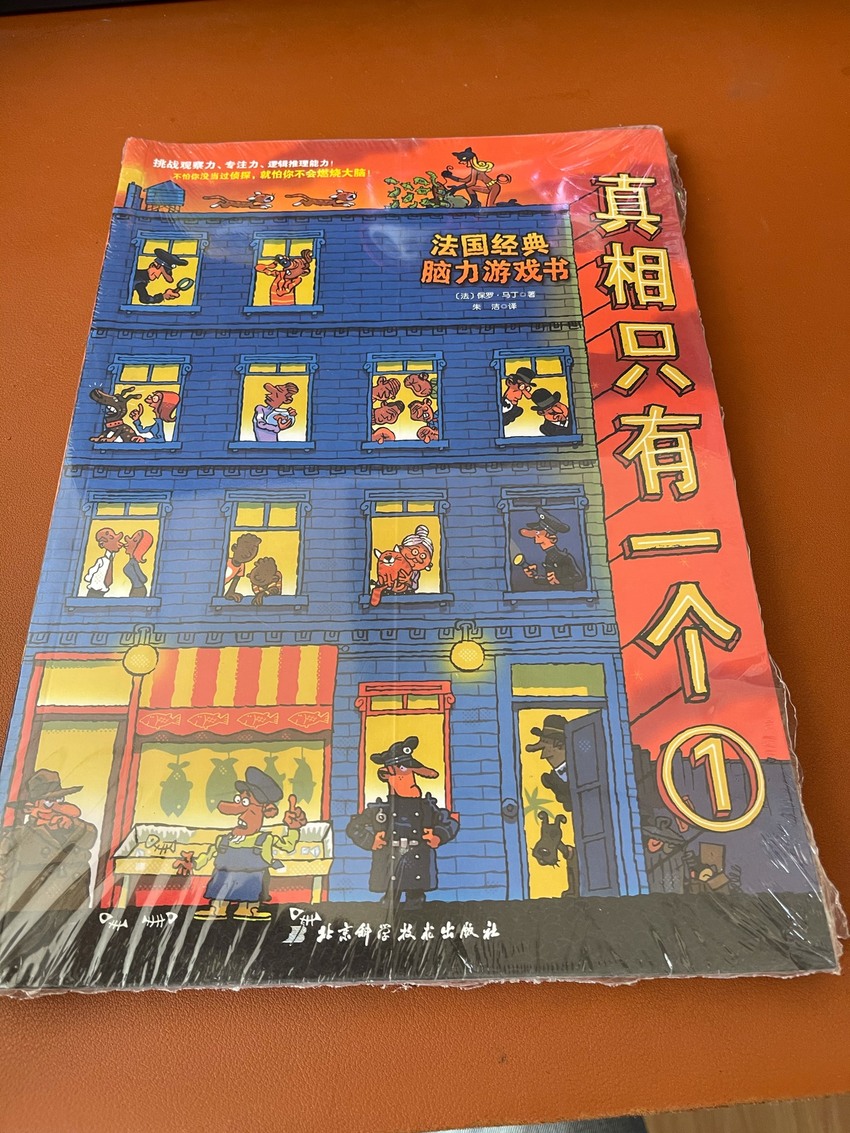 挑战观察力、专注力、逻辑推理能力！
不怕你没当过侦探，就怕你不会燃烧大脑！
法国经典
脑力游戏书
（法）保罗·马丁◎著
朱 洁◎译
真相只有一个①
北京科学技术出版社